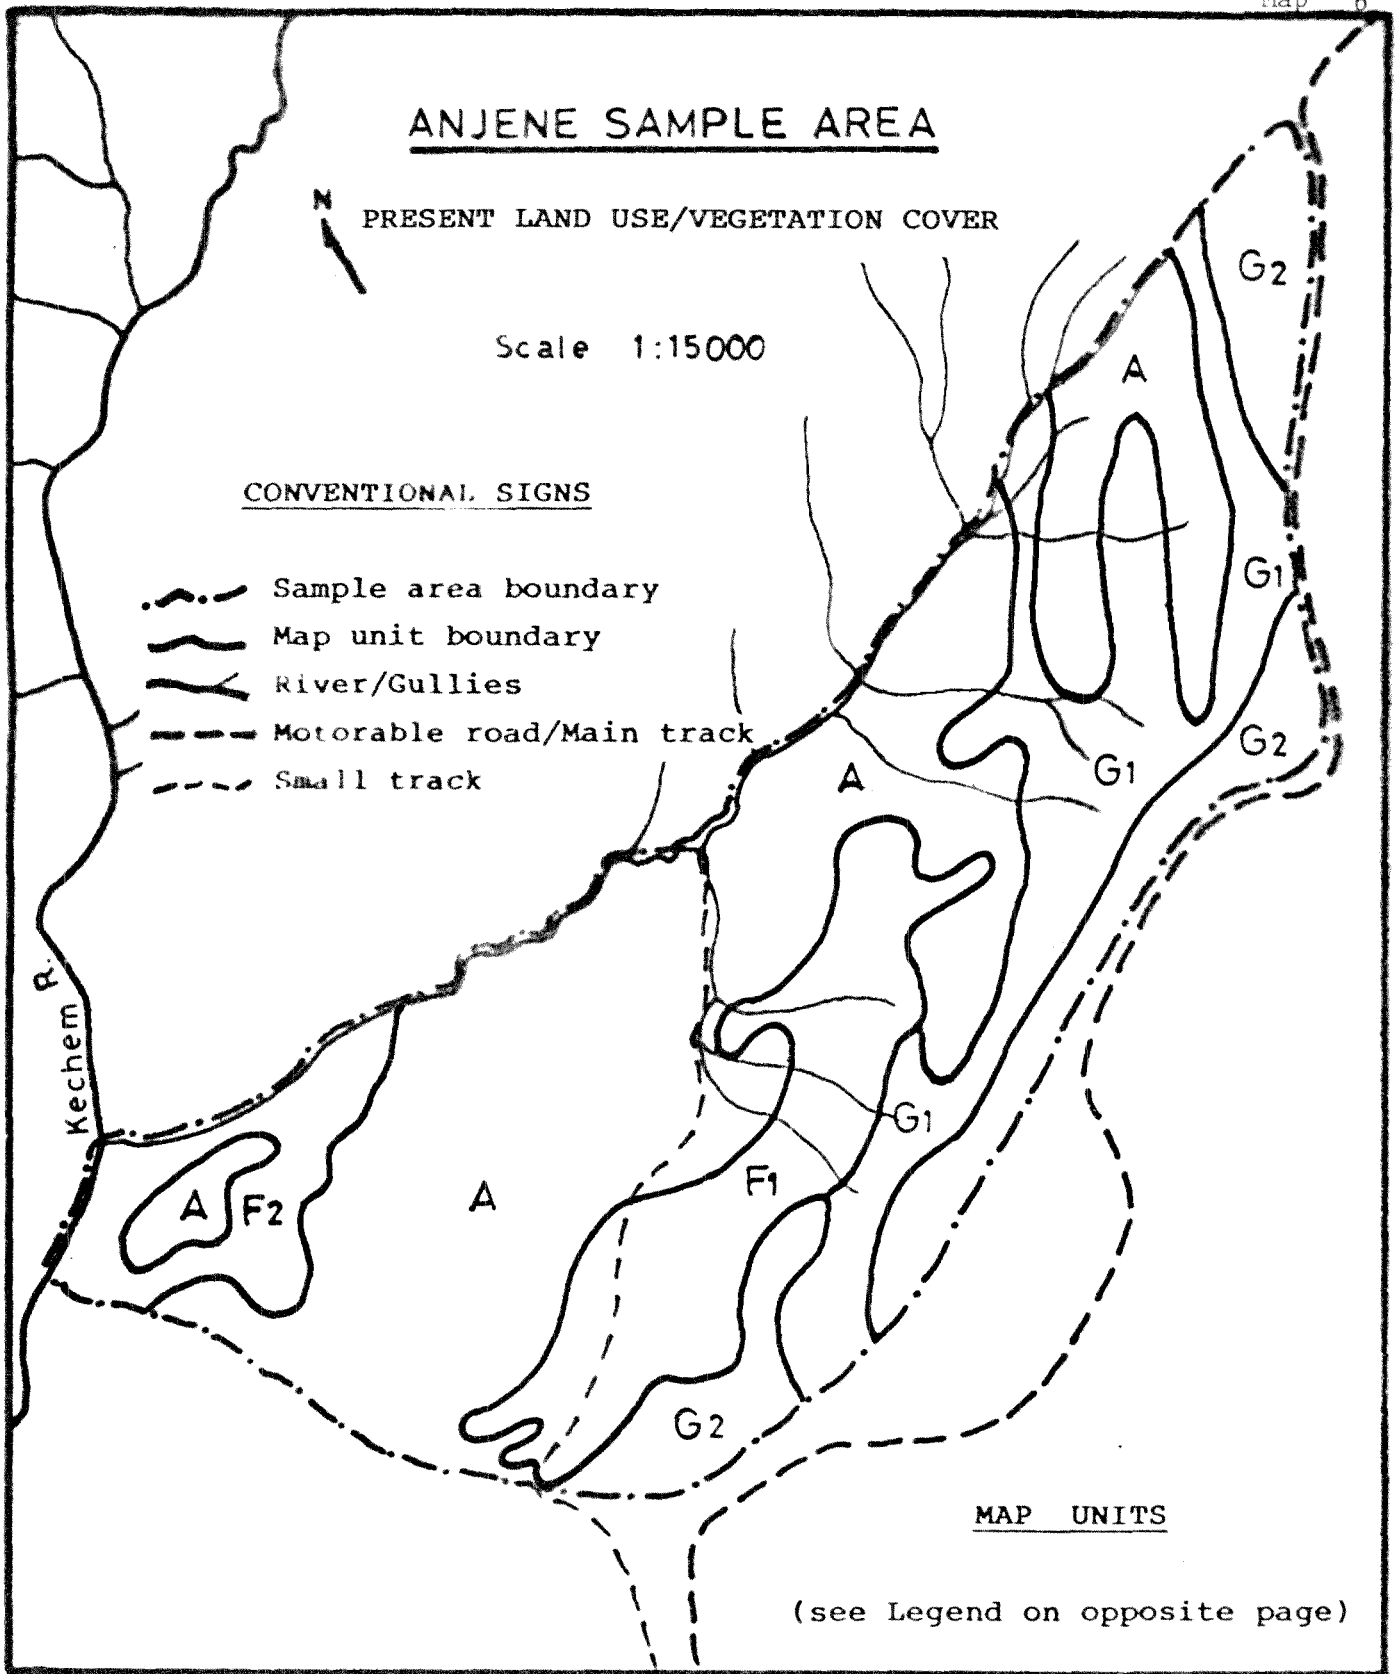 Map 6
ANJENE SAMPLE AREA
N
PRESENT LAND USE/VEGETATION COVER
Scale 1:15000
CONVENTIONAL SIGNS
Sample area boundary
Map unit boundary
River/Gullies
Motorable road/Main track
Small track
G2
A
G1
G2
G1
A
Kechem R.
G1
F1
A
A
F2
G2
MAP UNITS
(see Legend on opposite page)